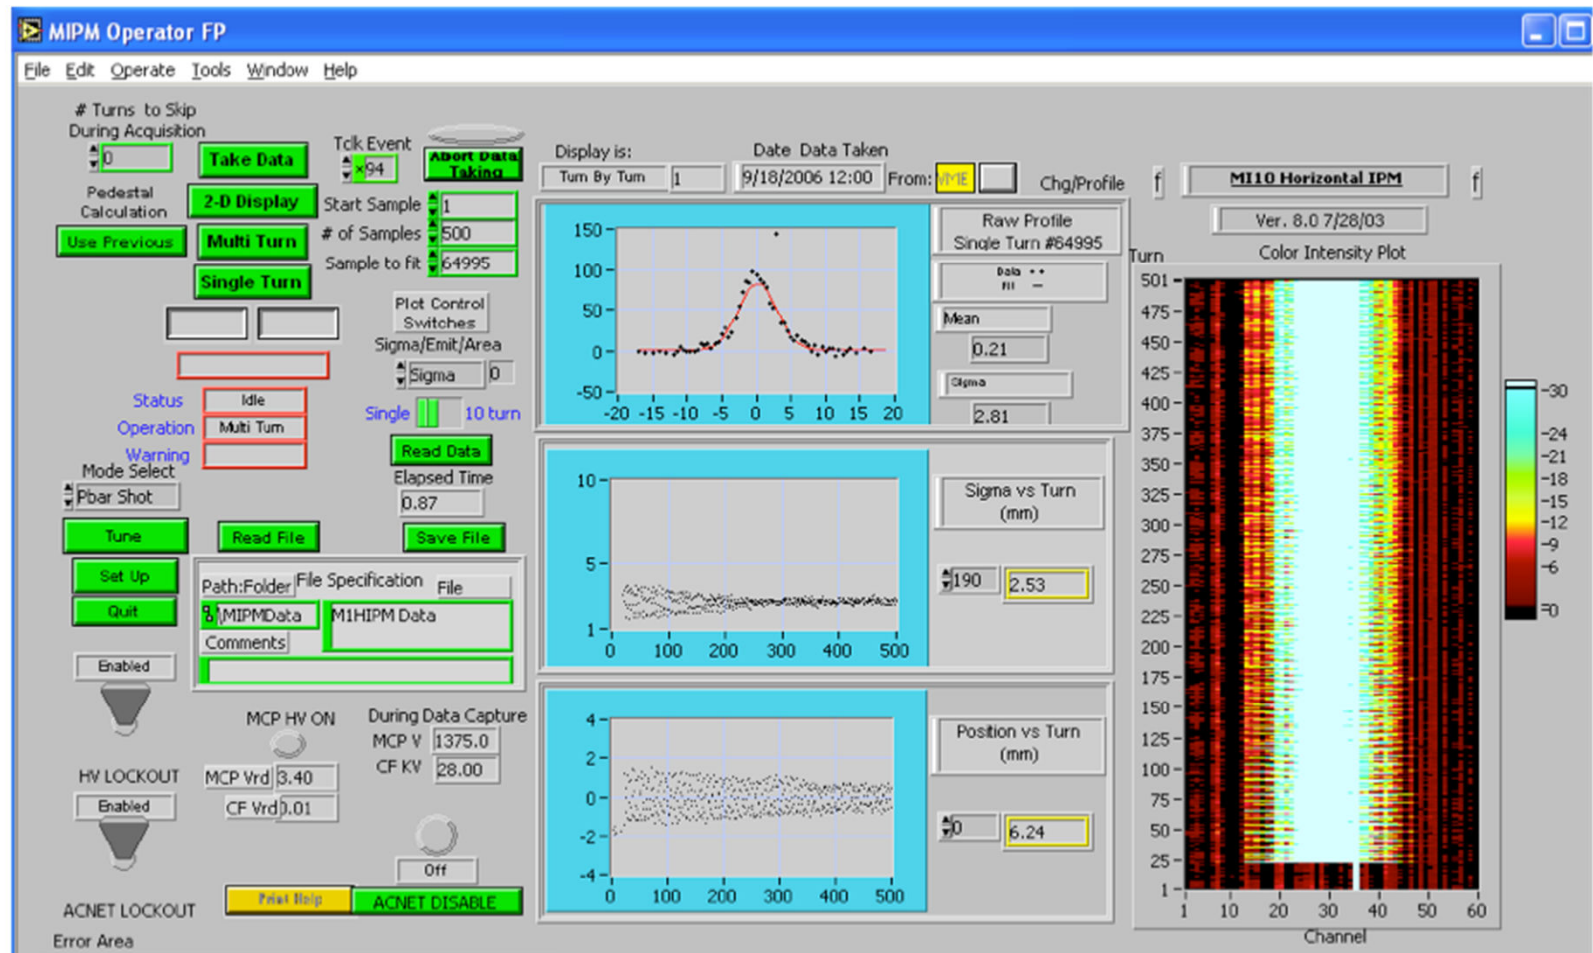 MIPM Operator FP
File Edit Operate Tools Window Help
# Turns to Skip
During Acquisition
0
Take Data
Tclk Event
×94
Abort Data
Taking
Pedestal
Calculation
Use Previous
2-D Display
Multi Turn
Single Turn
Start Sample 1
# of Samples 500
Sample to fit 64995
Plot Control
Switches
Sigma/Emit/Area
Sigma 0
Single 10 turn
Status Idle
Operation Multi Turn
Warning
Mode Select
Pbar Shot
Read Data
Elapsed Time
0.87
Tune
Read File
Save File
Set Up
Quit
Path:Folder File Specification File
\MIPMData M1HIPM Data
Comments
Enabled
HV LOCKOUT
Enabled
ACNET LOCKOUT
Error Area
MCP HV ON
MCP Vrd 3.40
CF Vrd 0.01
During Data Capture
MCP V 1375.0
CF KV 28.00
Off
Print Help
ACNET DISABLE
Display is:
Turn By Turn 1
Date Data Taken
9/18/2006 12:00
From: VME
Chg/Profile
f MI10 Horizontal IPM f
Ver. 8.0 7/28/03
150
100
50
0
-50
-20 -15 -10 -5 0 5 10 15 20
Raw Profile
Single Turn #64995
Data
Fit
Mean
0.21
Sigma
2.81
10
5
1
0 100 200 300 400 500
Sigma vs Turn
(mm)
190 2.53
4
2
0
-2
-4
0 100 200 300 400 500
Position vs Turn
(mm)
0 6.24
Turn
Color Intensity Plot
501
475
450
425
400
375
350
325
300
275
250
225
200
175
150
125
100
75
50
25
1
1 10 20 30 40 50 60
Channel
30
24
21
18
15
12
9
6
0